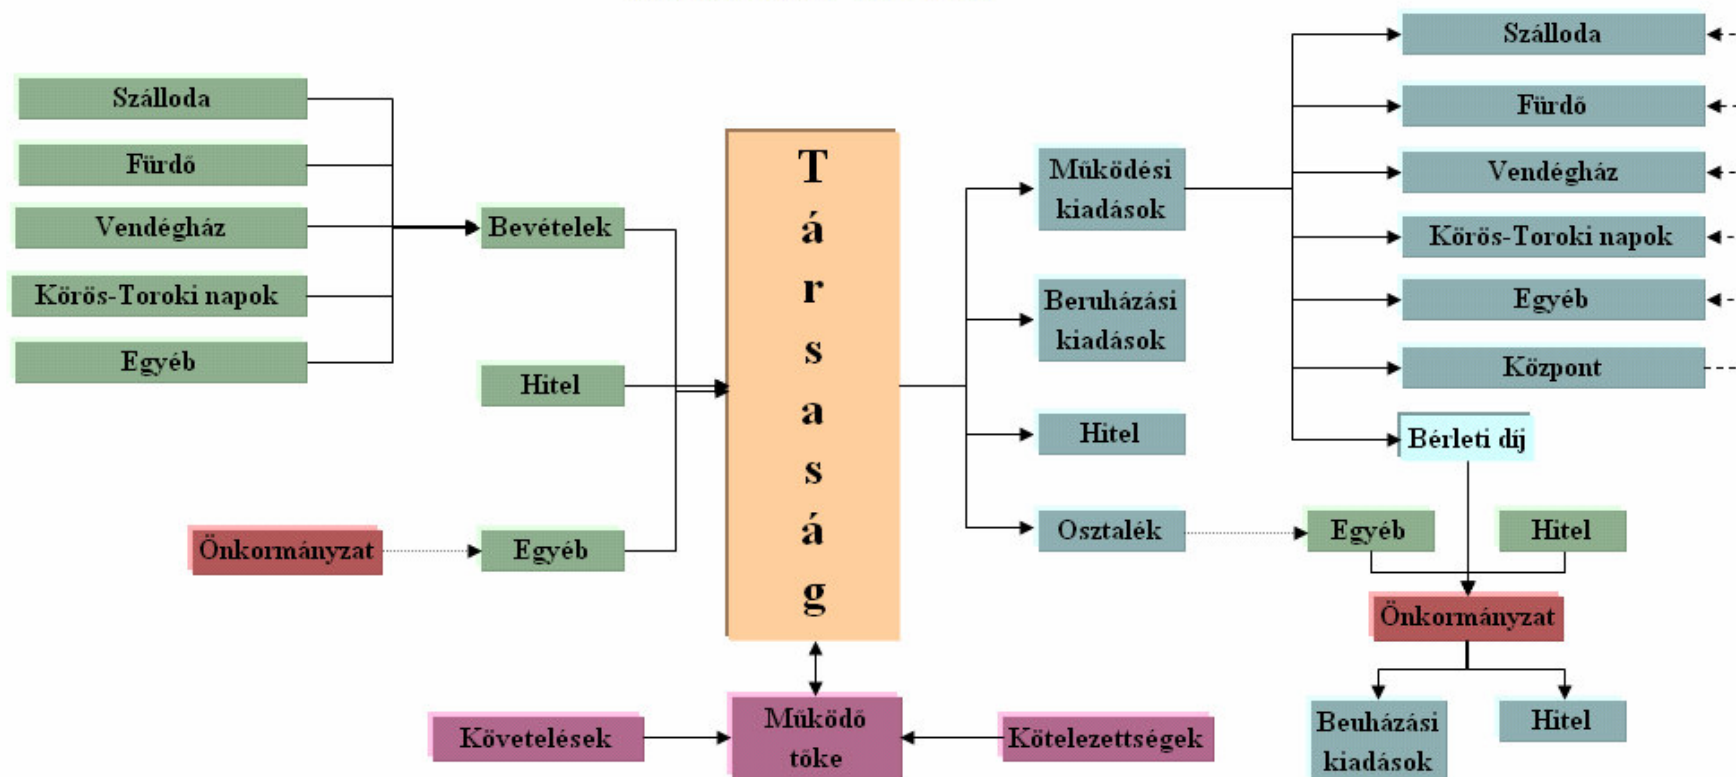 Szálloda
Fürdő
Vendégház
Körös-Toroki napok
Egyéb
Önkormányzat
Bevételek
Hitel
Egyéb
T
á
r
s
a
s
á
g
Követelések
Működő
tőke
Kötelezettségek
Működési
kiadások
Beruházási
kiadások
Hitel
Osztalék
Szálloda
Fürdő
Vendégház
Körös-Toroki napok
Egyéb
Központ
Bérleti díj
Egyéb
Hitel
Önkormányzat
Beuházási
kiadások
Hitel